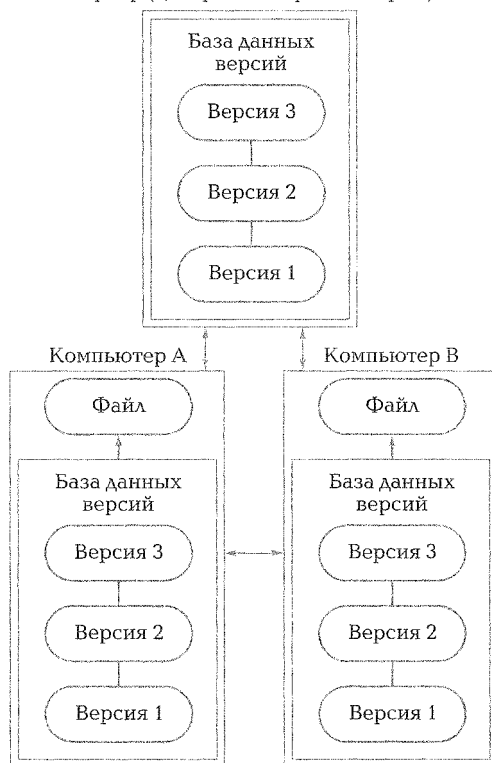 База данных
версий
Версия 3
Версия 2
Версия 1
Компьютер А
Файл
База данных
версий
Версия 3
Версия 2
Версия 1
Компьютер В
Файл
База данных
версий
Версия 3
Версия 2
Версия 1